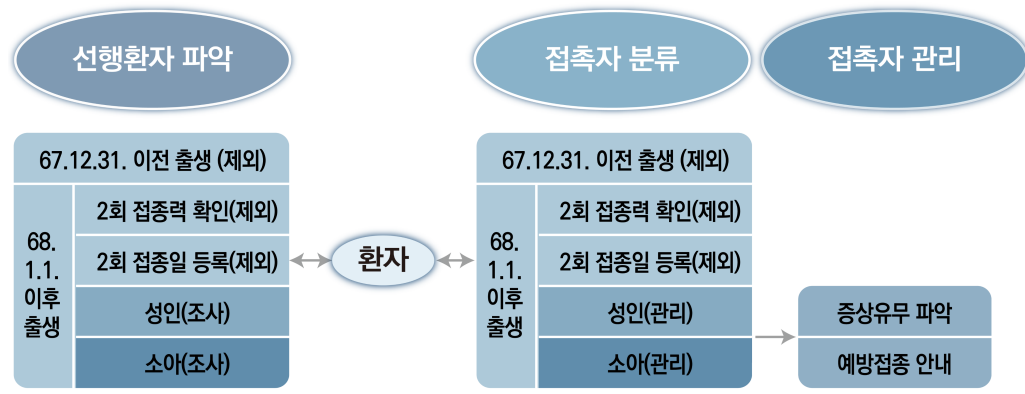 선행환자 파악
접촉자 분류
접촉자 관리
67.12.31. 이전 출생 (제외)
68.
1.1.
이후
출생
2회 접종력 확인(제외)
2회 접종일 등록(제외)
성인(조사)
소아(조사)
환자
67.12.31. 이전 출생 (제외)
68.
1.1.
이후
출생
2회 접종력 확인(제외)
2회 접종일 등록(제외)
성인(관리)
소아(관리)
증상유무 파악
예방접종 안내